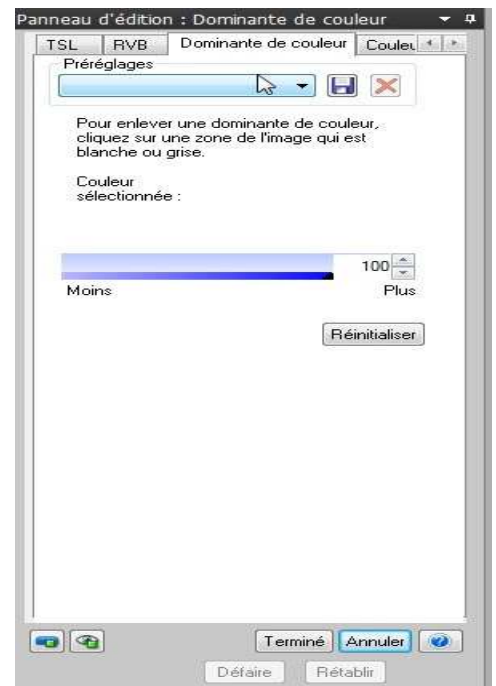 Panneau d'édition : Dominante de couleur
TSL RVB Dominante de couleur Couleu
Préréglages
Pour enlever une dominante de couleur,
cliquez sur une zone de l'image qui est
blanche ou grise.
Couleur
sélectionnée :
100
Moins Plus
Réinitialiser
Terminé Annuler
Défaire Rétablir